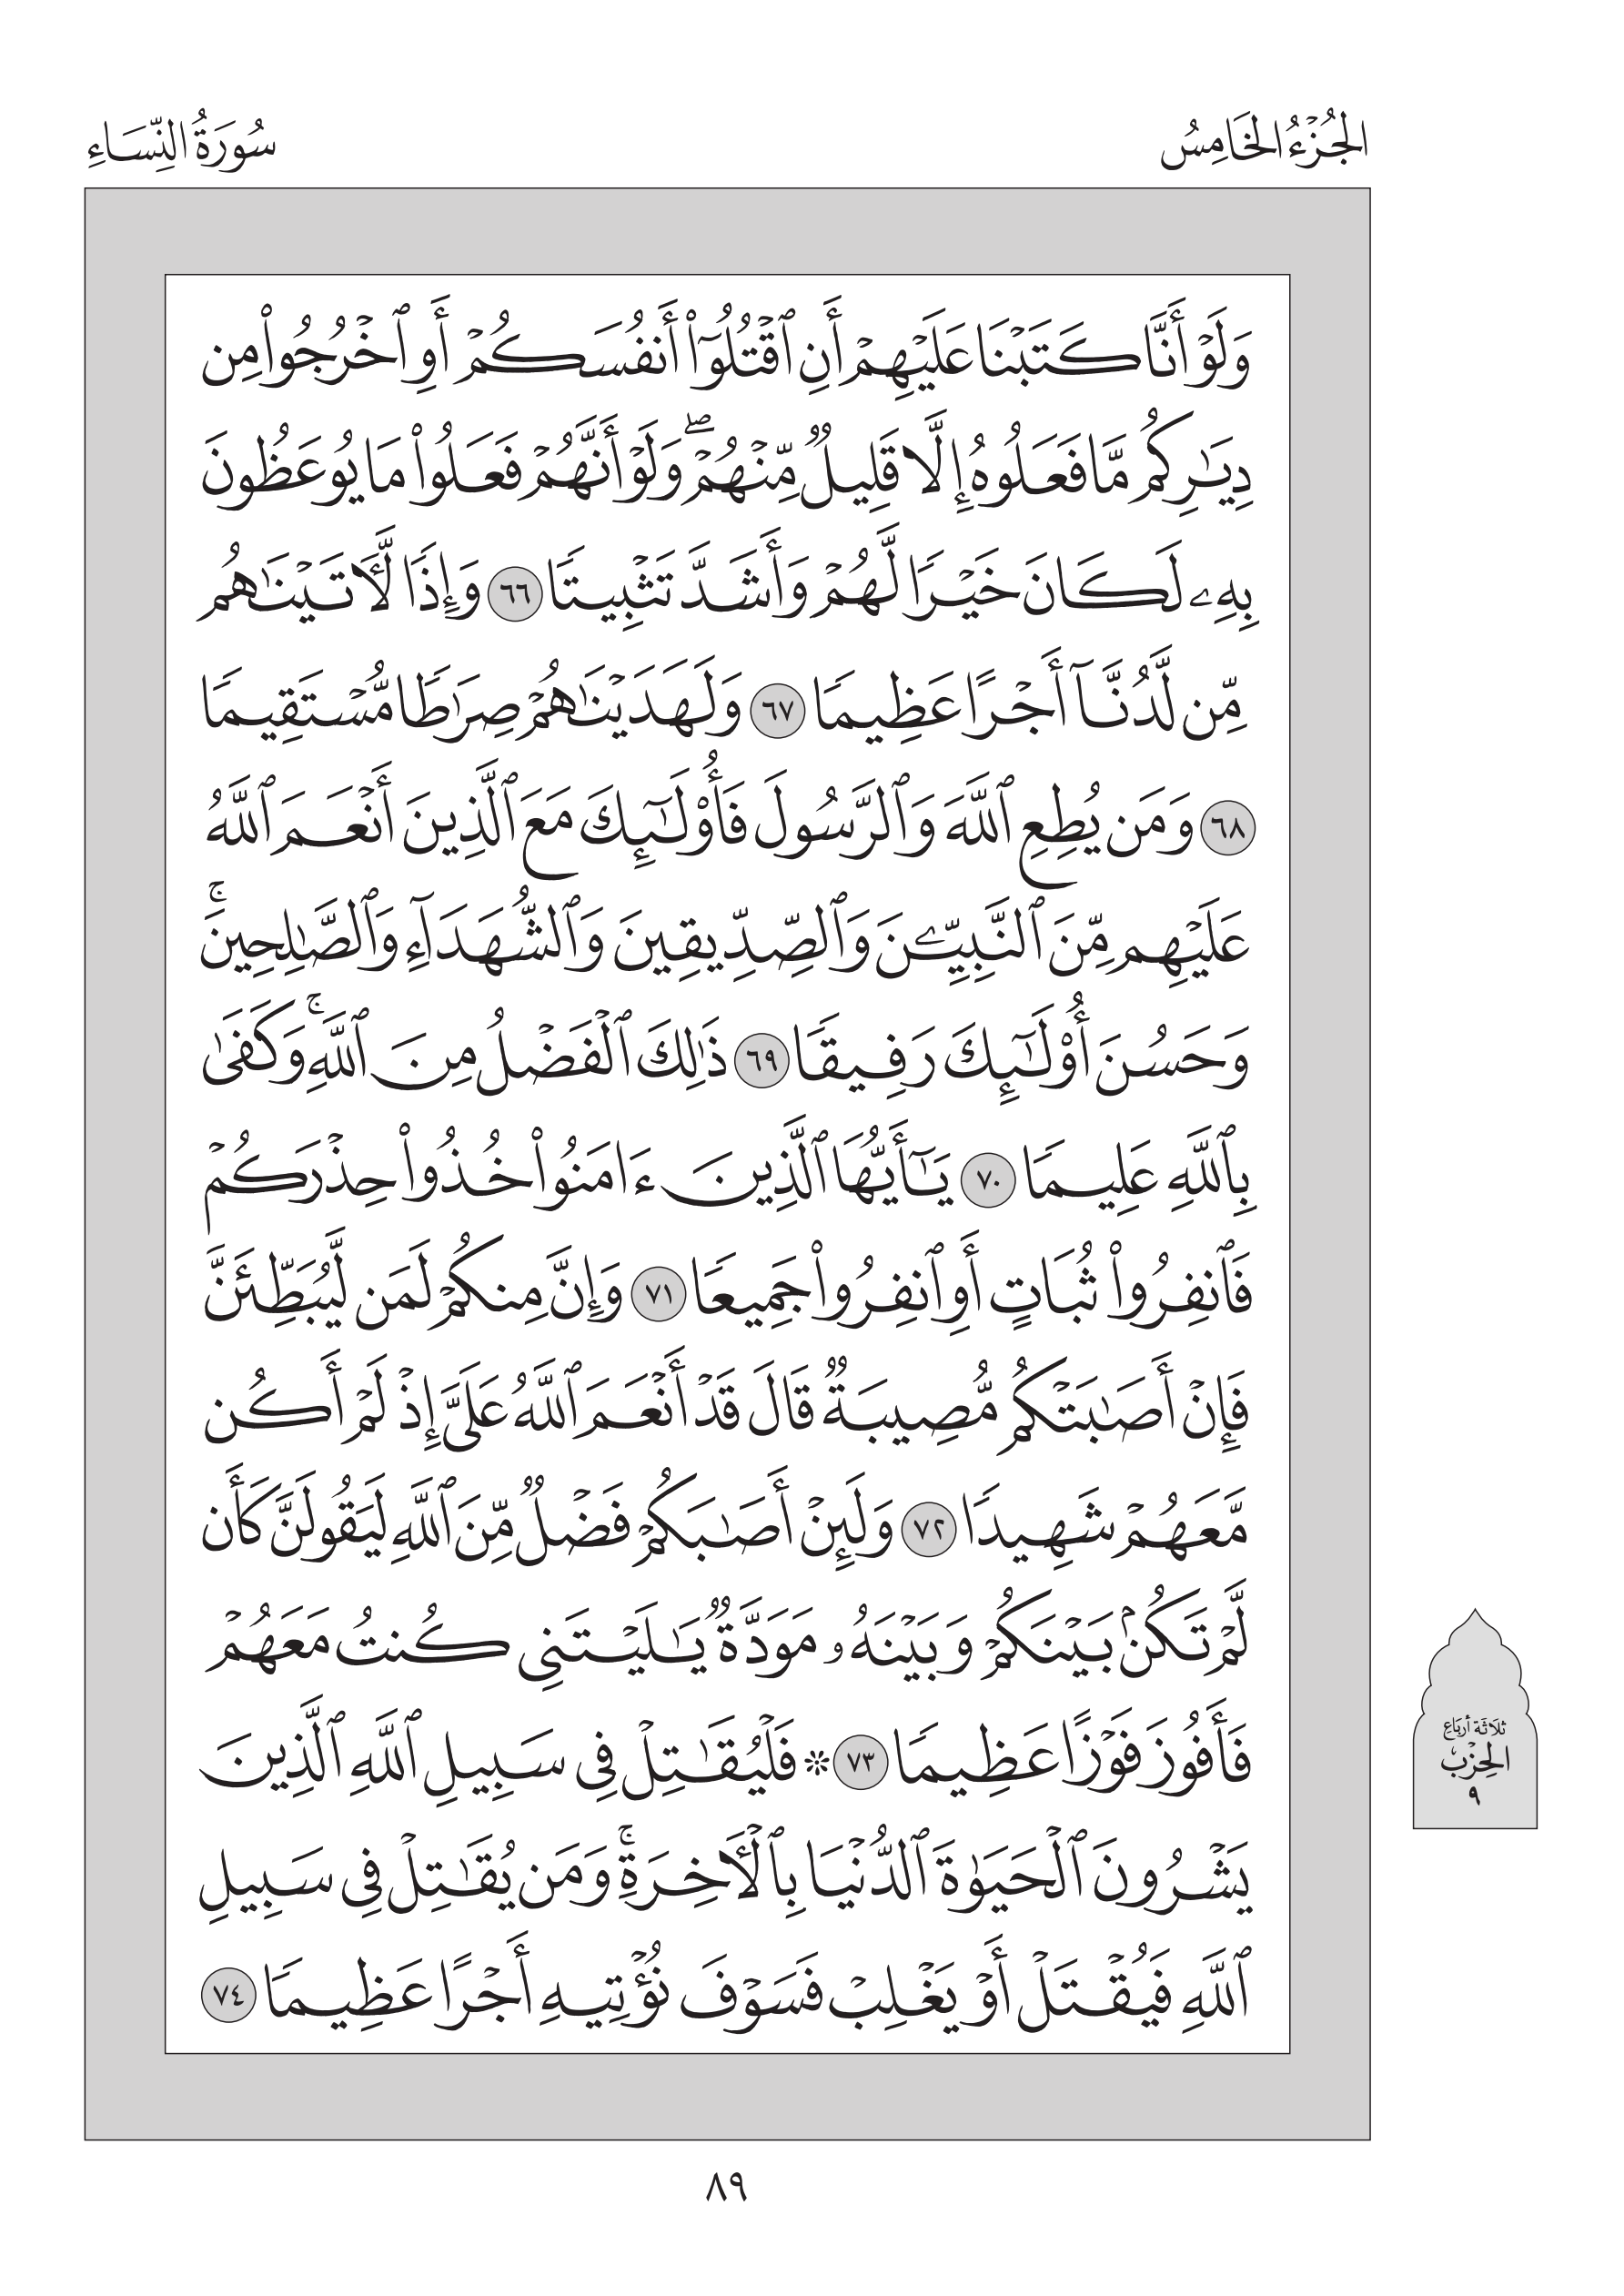 الجُزْءُ الخَامِسُ
سُورَةُ النِّسَاءِ
وَلَوْ أَنَّا كَتَبْنَا عَلَيْهِمْ أَنِ ٱقْتُلُوٓا۟ أَنفُسَكُمْ أَوِ ٱخْرُجُوا۟ مِن
دِيَـٰرِكُم مَّا فَعَلُوهُ إِلَّا قَلِيلٌ مِّنْهُمْ ۖ وَلَوْ أَنَّهُمْ فَعَلُوا۟ مَا يُوعَظُونَ
بِهِۦ لَكَانَ خَيْرًا لَّهُمْ وَأَشَدَّ تَثْبِيتًا ٦٦ وَإِذًا لَّـَٔاتَيْنَـٰهُم
مِّن لَّدُنَّآ أَجْرًا عَظِيمًا ٦٧ وَلَهَدَيْنَـٰهُمْ صِرَٰطًا مُّسْتَقِيمًا
٦٨ وَمَن يُطِعِ ٱللَّهَ وَٱلرَّسُولَ فَأُو۟لَـٰٓئِكَ مَعَ ٱلَّذِينَ أَنْعَمَ ٱللَّهُ
عَلَيْهِم مِّنَ ٱلنَّبِيِّـۧنَ وَٱلصِّدِّيقِينَ وَٱلشُّهَدَآءِ وَٱلصَّـٰلِحِينَ ۚ
وَحَسُنَ أُو۟لَـٰٓئِكَ رَفِيقًا ٦٩ ذَٰلِكَ ٱلْفَضْلُ مِنَ ٱللَّهِ ۚ وَكَفَىٰ
بِٱللَّهِ عَلِيمًا ٧٠ يَـٰٓأَيُّهَا ٱلَّذِينَ ءَامَنُوا۟ خُذُوا۟ حِذْرَكُمْ
فَٱنفِرُوا۟ ثُبَاتٍ أَوِ ٱنفِرُوا۟ جَمِيعًا ٧١ وَإِنَّ مِنكُمْ لَمَن لَّيُبَطِّئَنَّ
فَإِنْ أَصَـٰبَتْكُم مُّصِيبَةٌ قَالَ قَدْ أَنْعَمَ ٱللَّهُ عَلَىَّ إِذْ لَمْ أَكُن
مَّعَهُمْ شَهِيدًا ٧٢ وَلَئِنْ أَصَـٰبَكُمْ فَضْلٌ مِّنَ ٱللَّهِ لَيَقُولَنَّ كَأَن
لَّمْ تَكُنۢ بَيْنَكُمْ وَبَيْنَهُۥ مَوَدَّةٌ يَـٰلَيْتَنِى كُنتُ مَعَهُمْ
فَأَفُوزَ فَوْزًا عَظِيمًا ٧٣ ۞ فَلْيُقَـٰتِلْ فِى سَبِيلِ ٱللَّهِ ٱلَّذِينَ
يَشْرُونَ ٱلْحَيَوٰةَ ٱلدُّنْيَا بِٱلْـَٔاخِرَةِ ۚ وَمَن يُقَـٰتِلْ فِى سَبِيلِ
ٱللَّهِ فَيُقْتَلْ أَوْ يَغْلِبْ فَسَوْفَ نُؤْتِيهِ أَجْرًا عَظِيمًا ٧٤
ثلاثة أرباع
الحزب
٩
٨٩